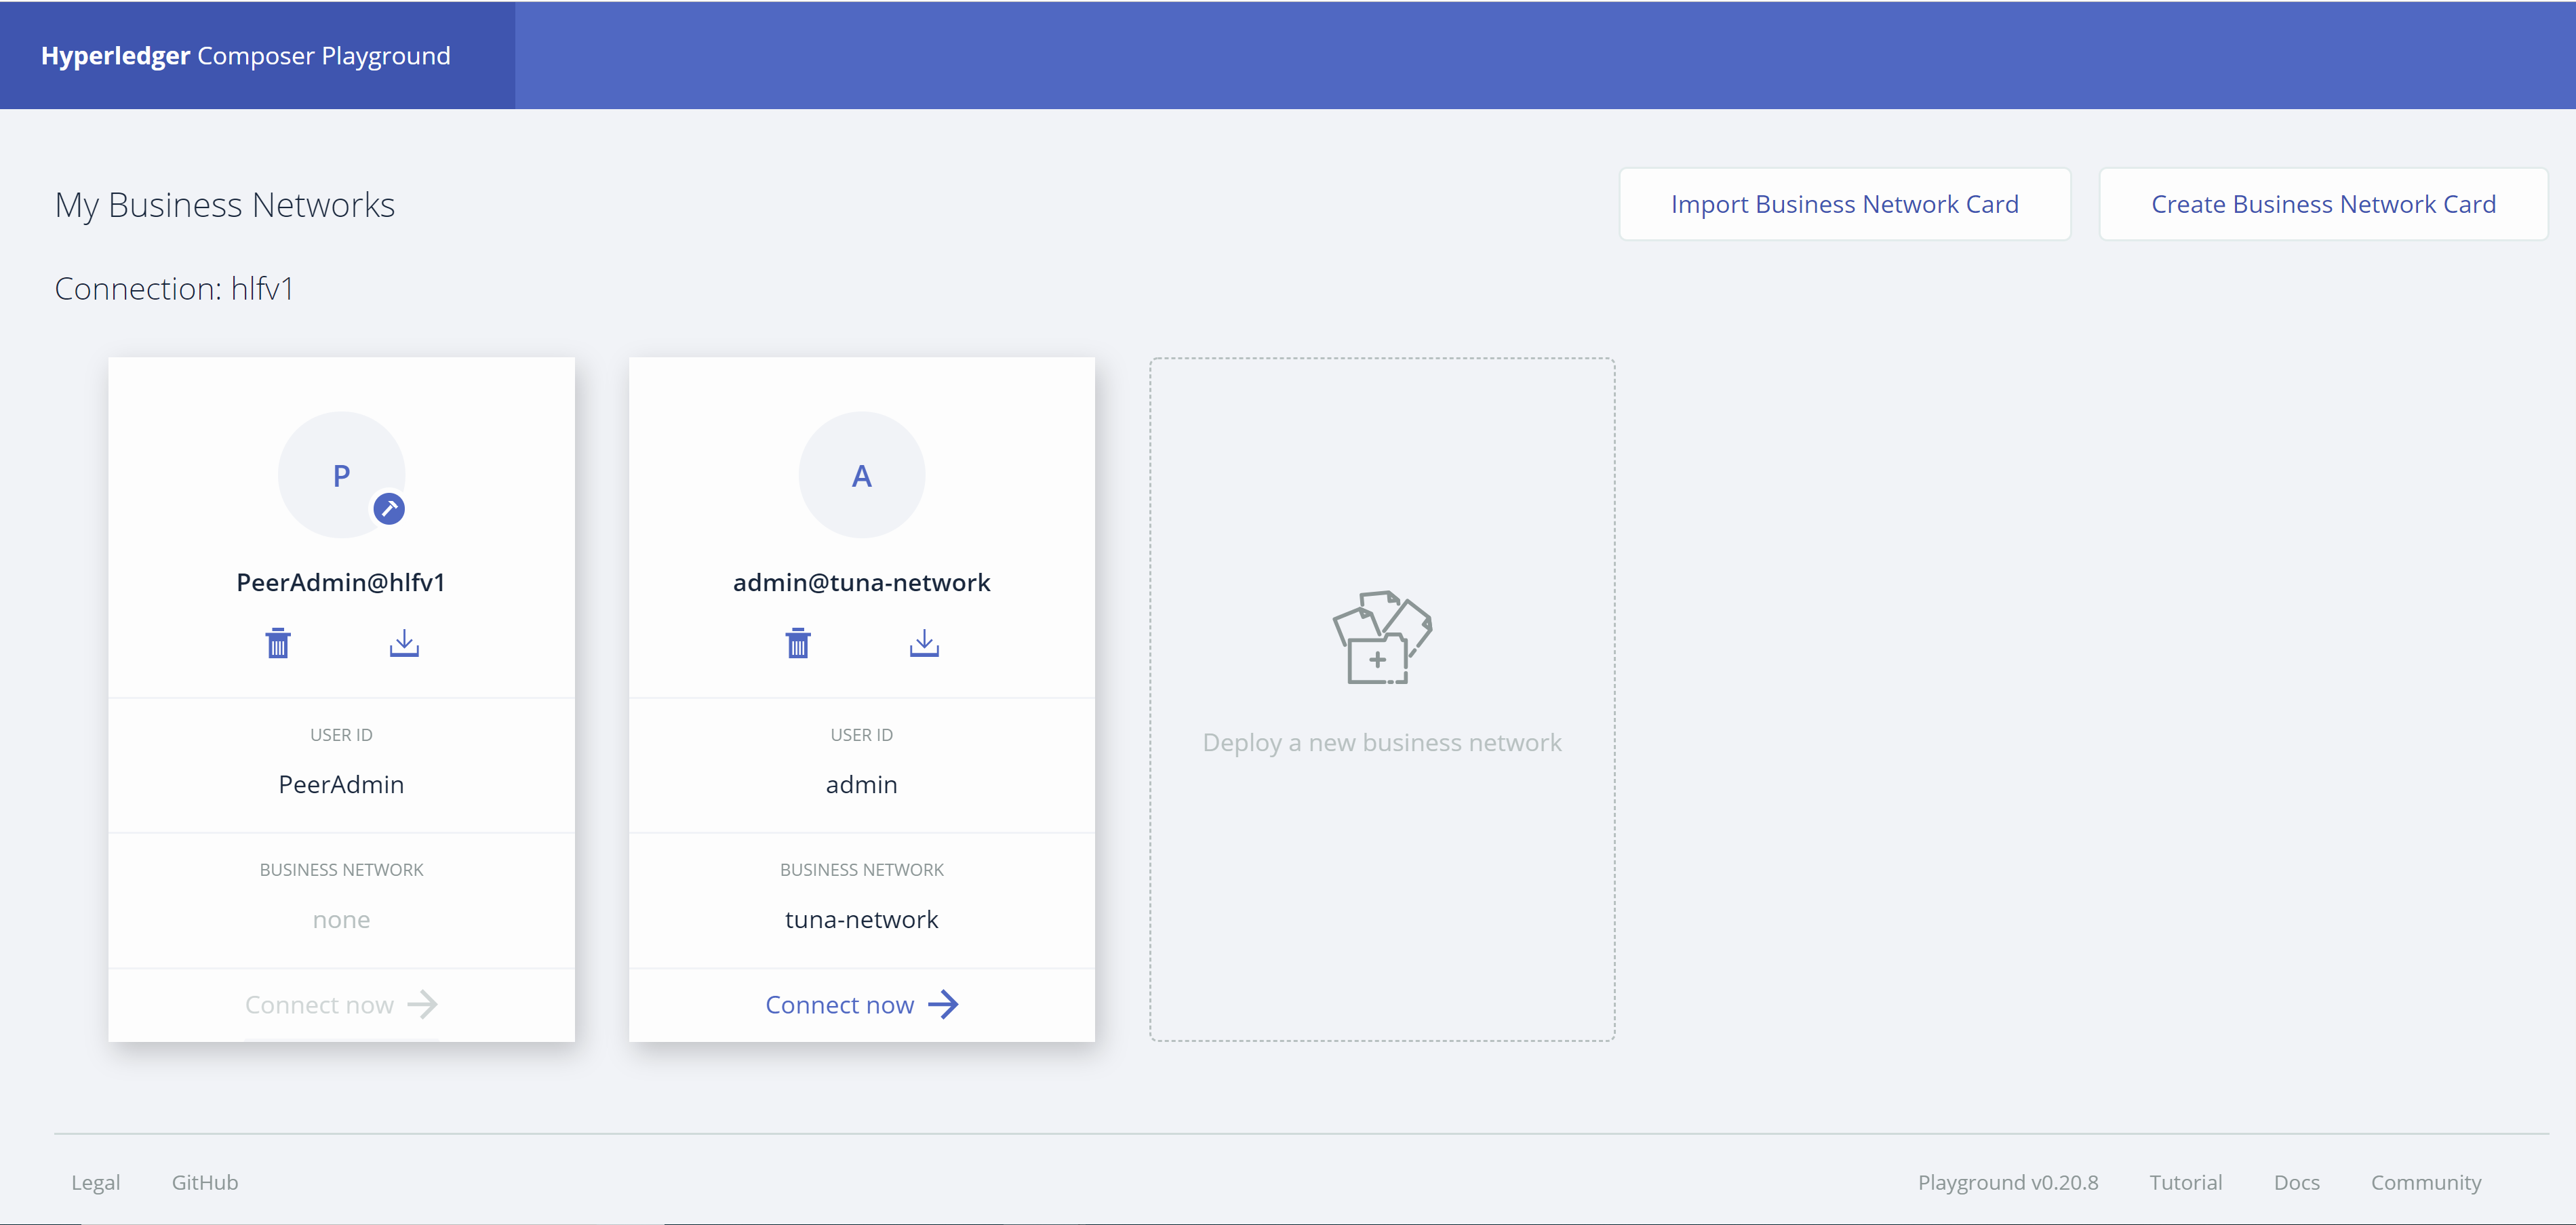 Hyperledger Composer Playground
My Business Networks
Import Business Network Card
Create Business Network Card
Connection: hlfv1
P
PeerAdmin@hlfv1
USER ID
PeerAdmin
BUSINESS NETWORK
none
Connect now
A
admin@tuna-network
USER ID
admin
BUSINESS NETWORK
tuna-network
Connect now
Deploy a new business network
Legal
GitHub
Playground v0.20.8
Tutorial
Docs
Community